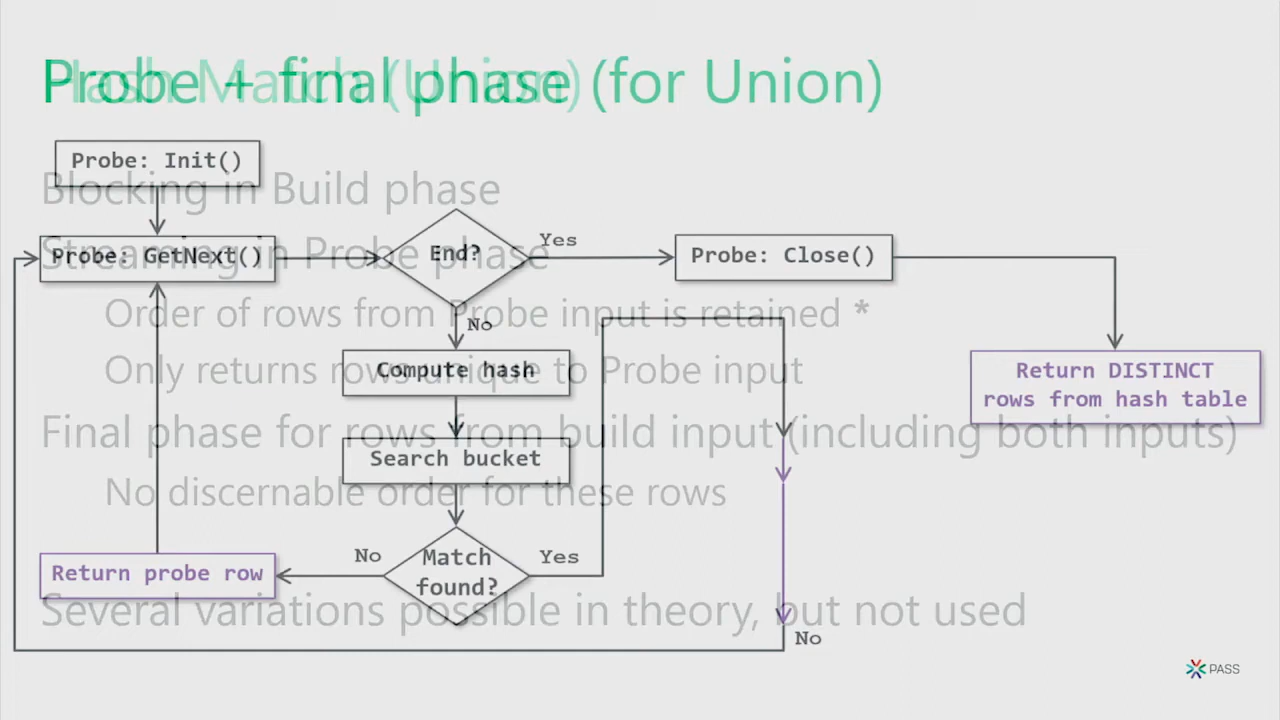 Probe + final phase (for Union)
Hash Match (Union)
Probe: Init()
Blocking in Build phase
Yes
Streaming in Probe phase
Probe: GetNext()
End?
Probe: Close()
Order of rows from Probe input is retained *
No
Only returns rows unique to Probe input
Compute hash
Return DISTINCT
rows from hash table
Final phase for rows from build input (including both inputs)
Search bucket
No discernable order for these rows
No
Match
found?
Yes
Return probe row
Several variations possible in theory, but not used
No
PASS